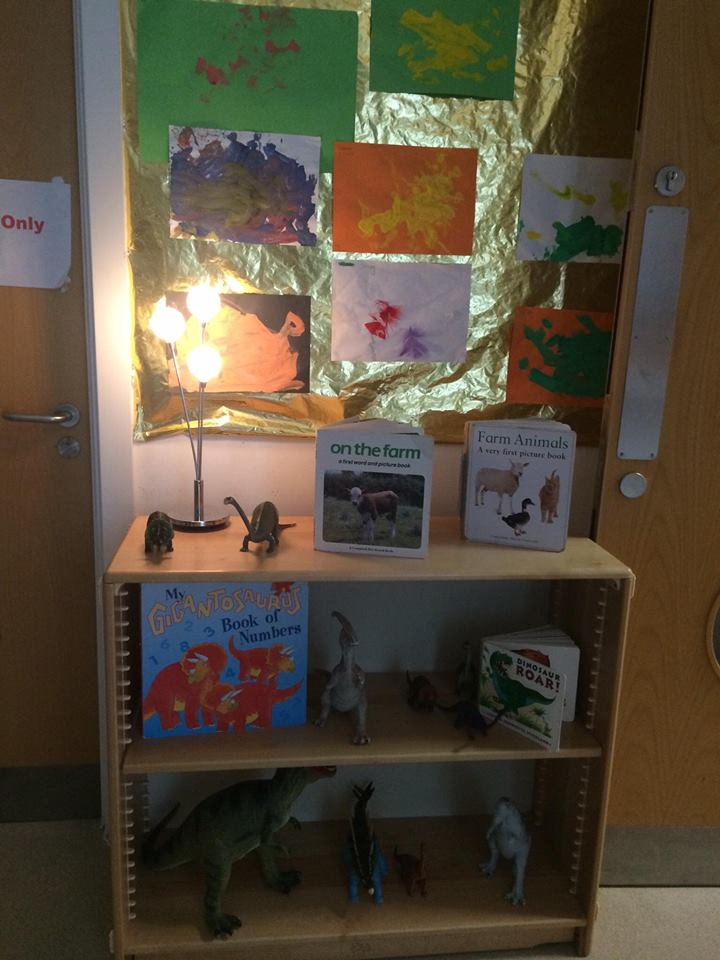 Only
on the farm
a first word and picture book
Farm Animals
A very first picture book
My
GIGANTOSAURUS
Book of
Numbers
DINOSAUR
ROAR!